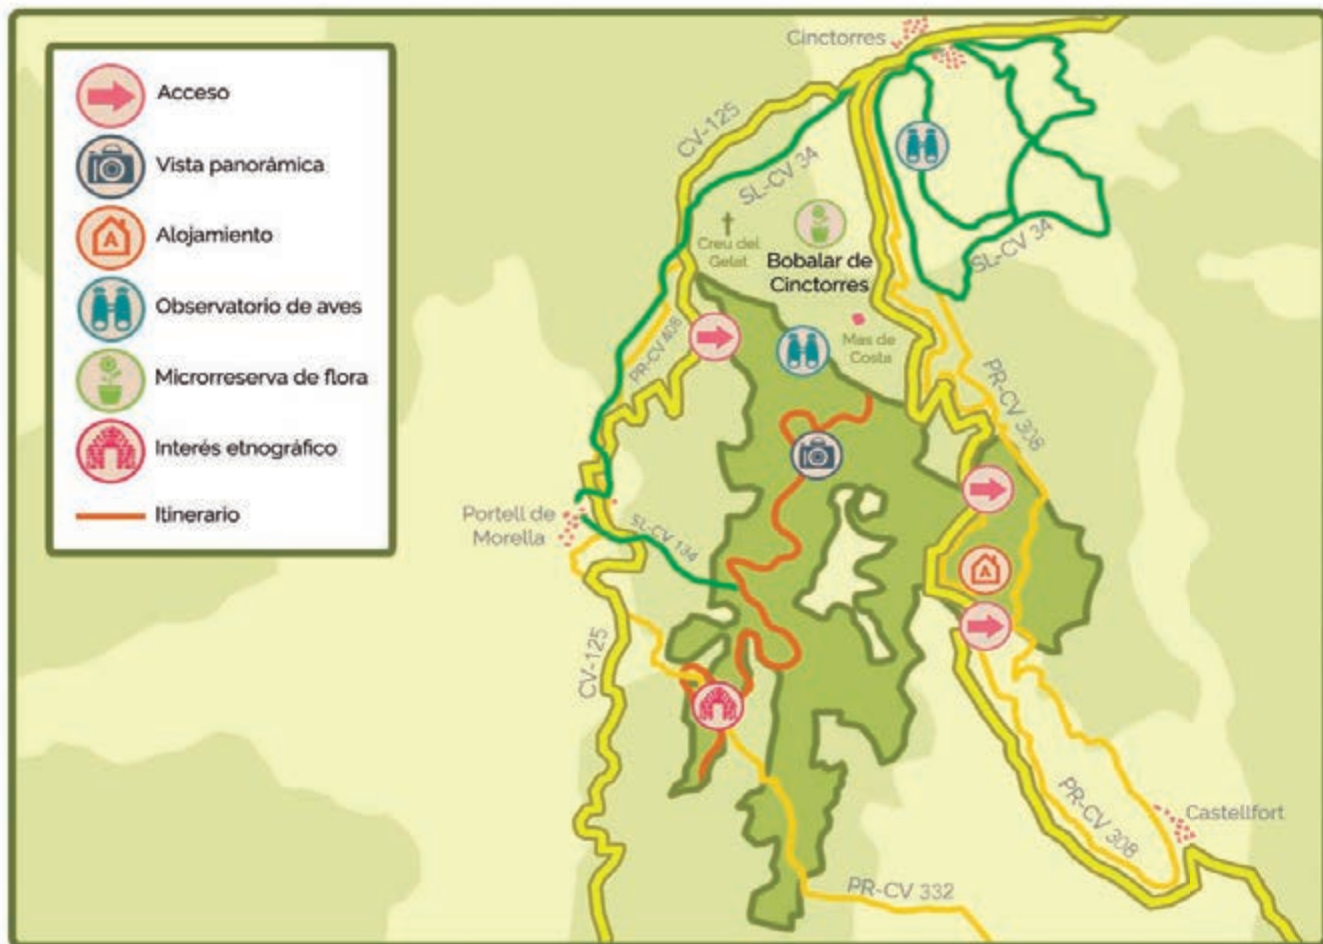 Acceso
Vista panorámica
Alojamiento
Observatorio de aves
Microrreserva de flora
Interés etnográfico
Itinerario
Cinctorres
CV-125
SL-CV 34
Creu del
Gelat
Bobalar de
Cinctorres
SL-CV 34
Mas de
Costa
PR-CV 408
PR-CV 308
Portell de
Morella
SL-CV 134
A
A
CV-125
PR-CV 308
Castellfort
PR-CV 332